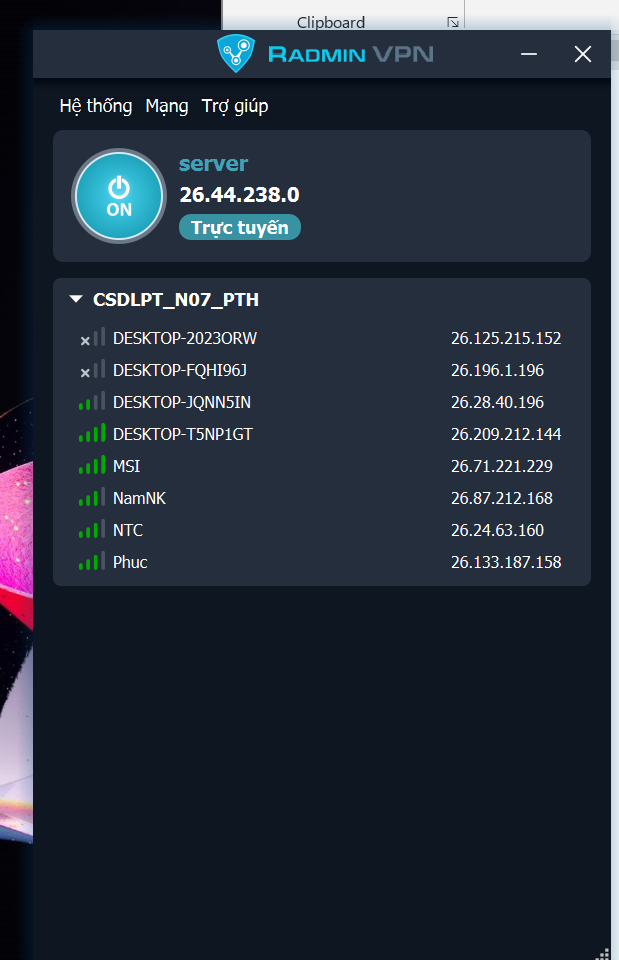 Clipboard
RADMIN VPN
Hệ thống Mạng Trợ giúp
server
26.44.238.0
ON
Trực tuyến
CSDLPT_N07_PTH
DESKTOP-2023ORW 26.125.215.152
DESKTOP-FQHI96J 26.196.1.196
DESKTOP-JQNN5IN 26.28.40.196
DESKTOP-T5NP1GT 26.209.212.144
MSI 26.71.221.229
NamNK 26.87.212.168
NTC 26.24.63.160
Phuc 26.133.187.158